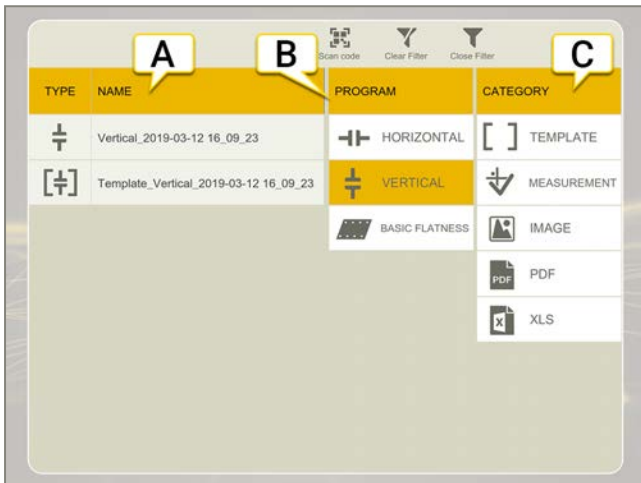 A B C
Scan code Clear Filter Close Filter
TYPE NAME PROGRAM CATEGORY
Vertical_2019-03-12 16_09_23 HORIZONTAL TEMPLATE
Template_Vertical_2019-03-12 16_09_23 VERTICAL MEASUREMENT
BASIC FLATNESS IMAGE
PDF PDF
X XLS